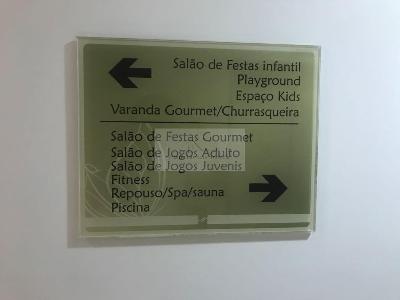 Salão de Festas infantil
Playground
Espaço Kids
Varanda Gourmet/Churrasqueira
Salão de Festas Gourmet
Salão de Jogos Adulto
Salão de Jogos Juvenis
Fitness
Repouso/Spa/sauna
Piscina